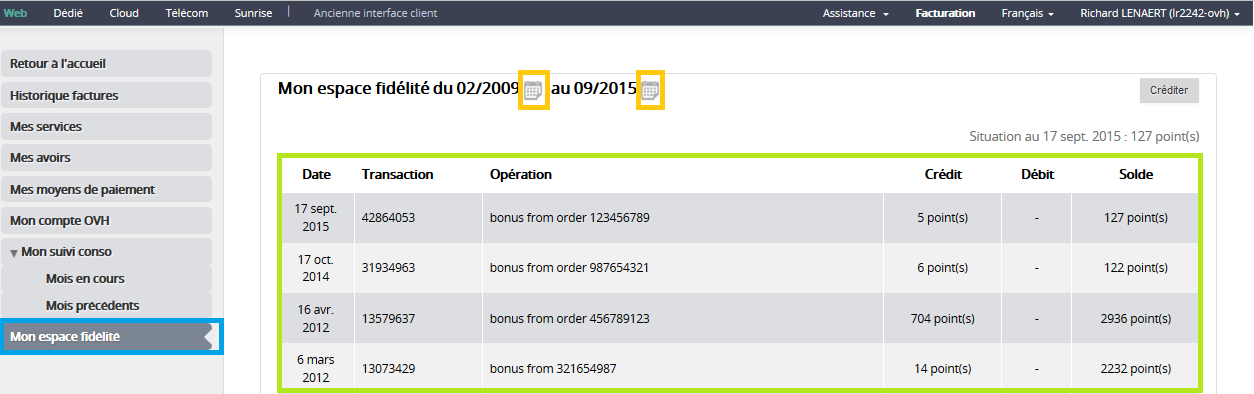 Web Dédié Cloud Télécom Sunrise | Ancienne interface client Assistance Facturation Français Richard LENAERT (lr2242-ovh)
Retour à l'accueil
Historique factures
Mes services
Mes avoirs
Mes moyens de paiement
Mon compte OVH
Mon suivi conso
Mois en cours
Mois précédents
Mon espace fidélité
Mon espace fidélité du 02/2009 au 09/2015
Créditer
Situation au 17 sept. 2015 : 127 point(s)
Date Transaction Opération Crédit Débit Solde
17 sept. 2015 42864053 bonus from order 123456789 5 point(s) - 127 point(s)
17 oct. 2014 31934963 bonus from order 987654321 6 point(s) - 122 point(s)
16 avr. 2012 13579637 bonus from order 456789123 704 point(s) - 2936 point(s)
6 mars 2012 13073429 bonus from 321654987 14 point(s) - 2232 point(s)